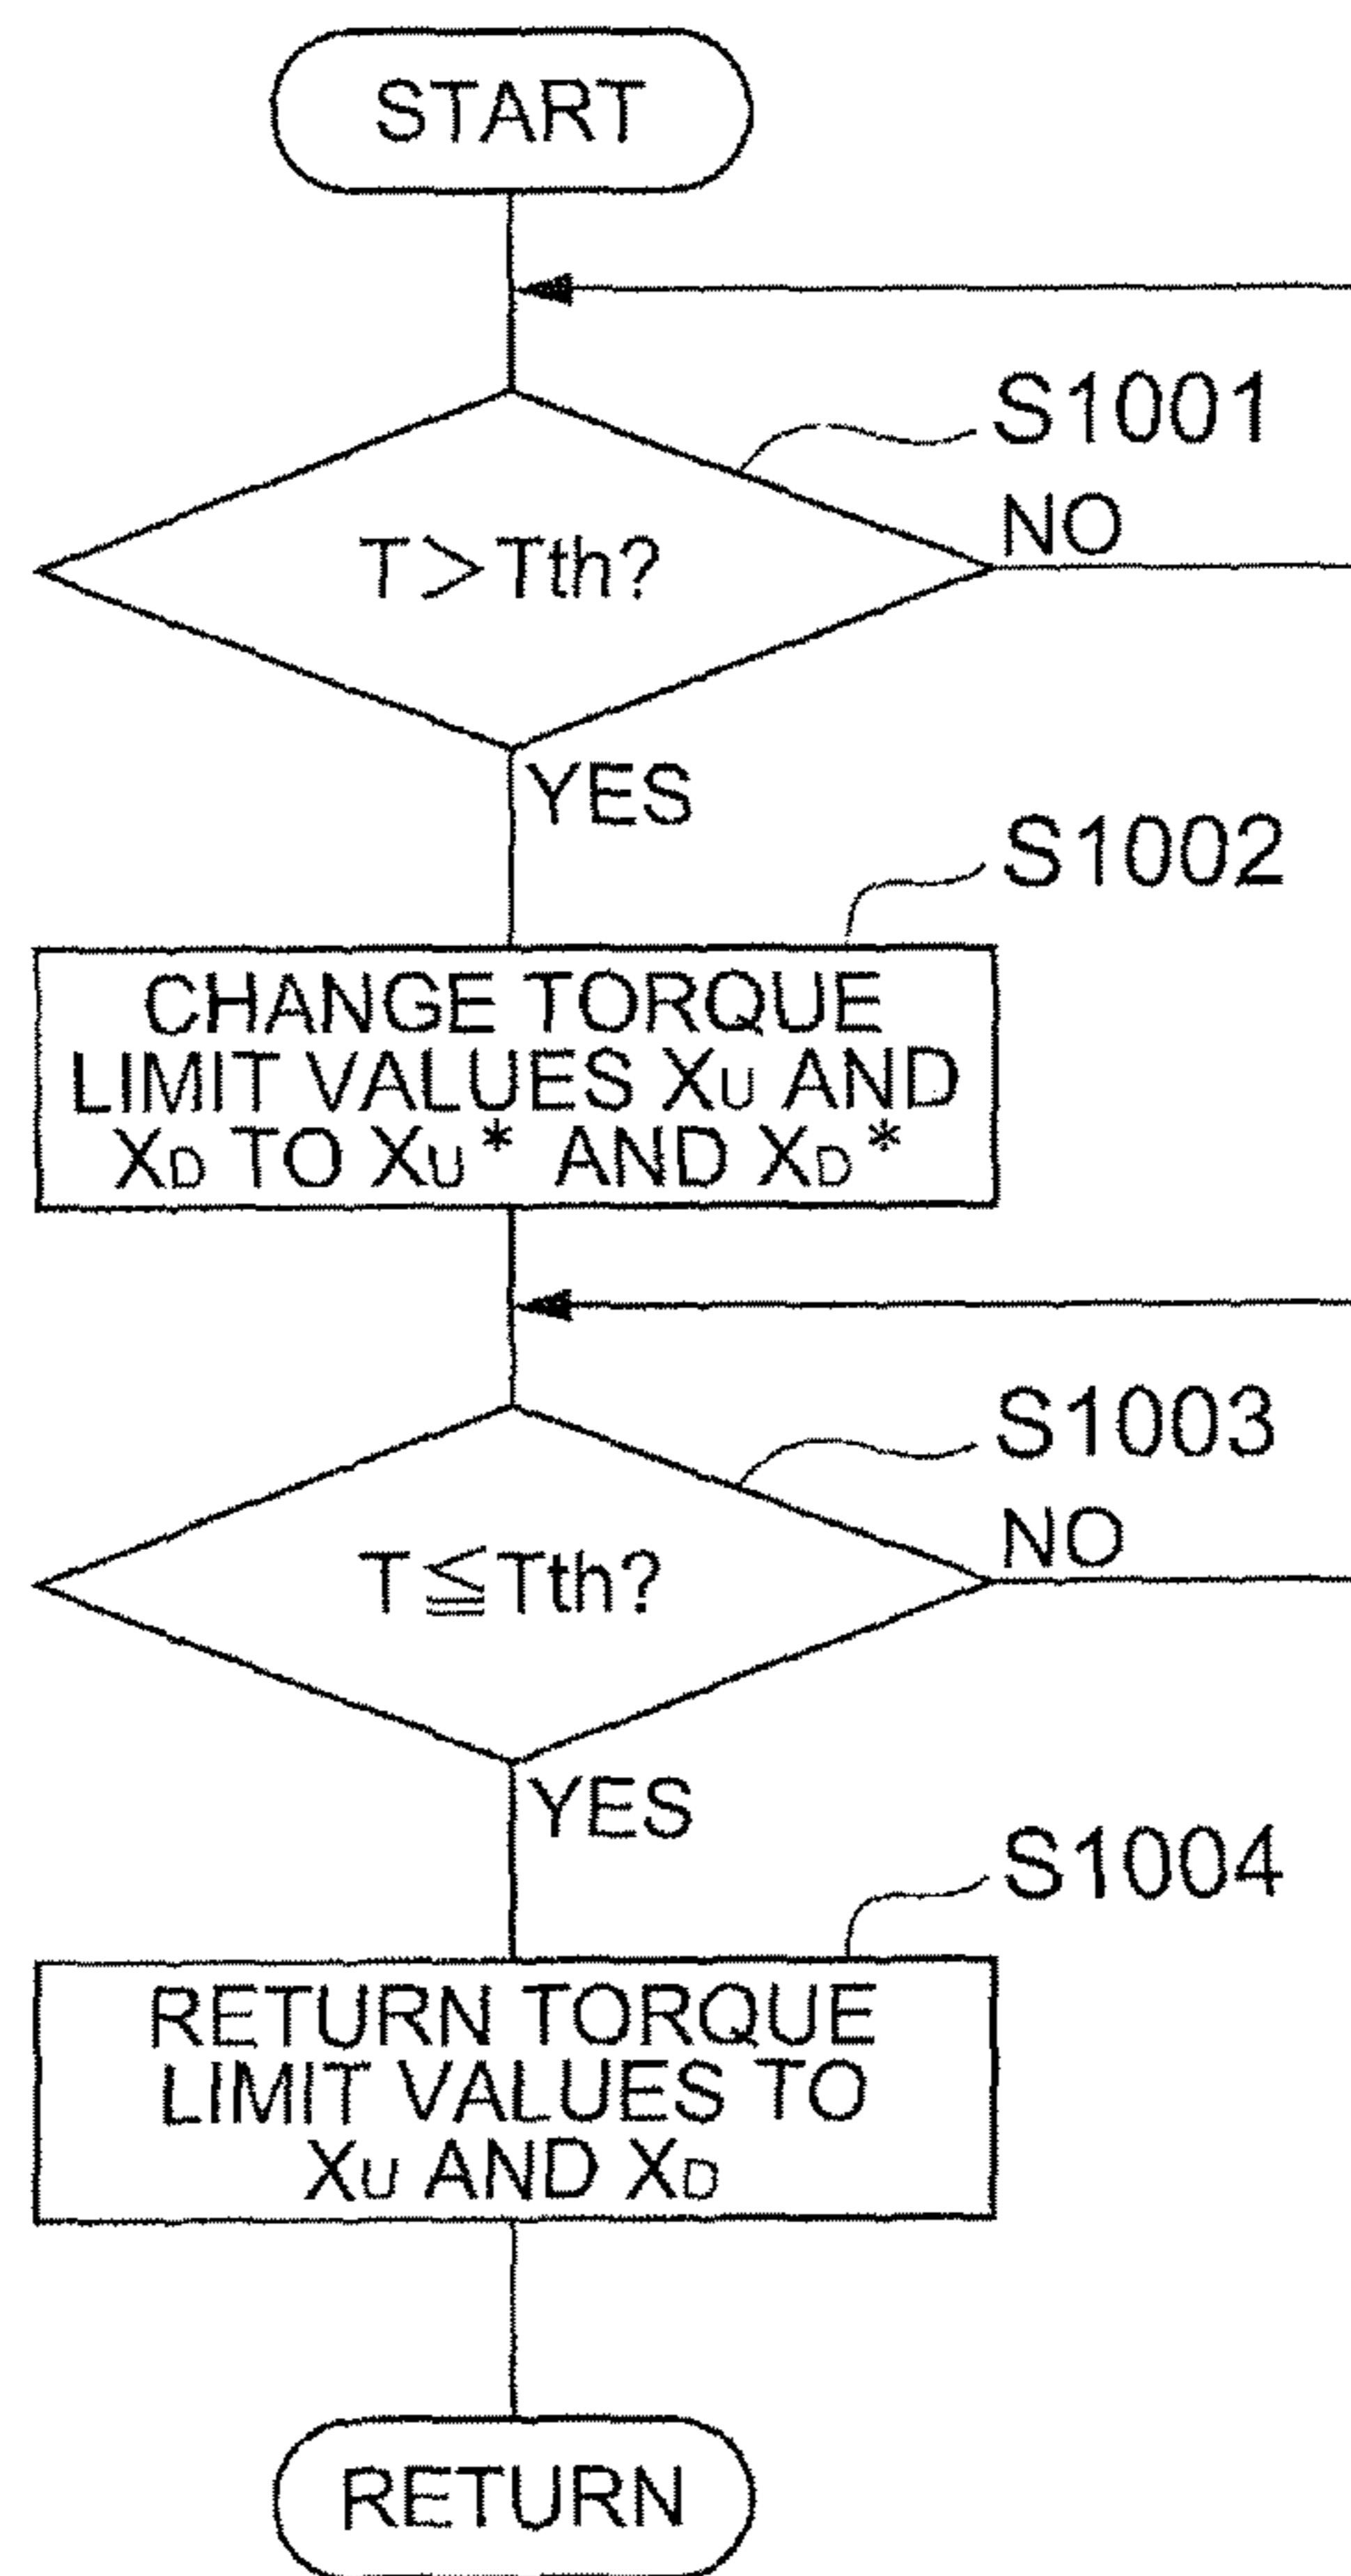 START
S1001
T>Tth?
NO
YES
S1002
CHANGE TORQUE
LIMIT VALUES XU AND
XD TO XU* AND XD*
S1003
T≦Tth?
NO
YES
S1004
RETURN TORQUE
LIMIT VALUES TO
XU AND XD
RETURN